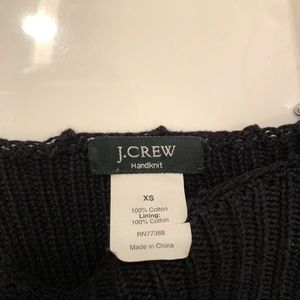 J.CREW
Handknit
XS
100% Cotton
Lining:
100% Cotton
RN77388
Made in China